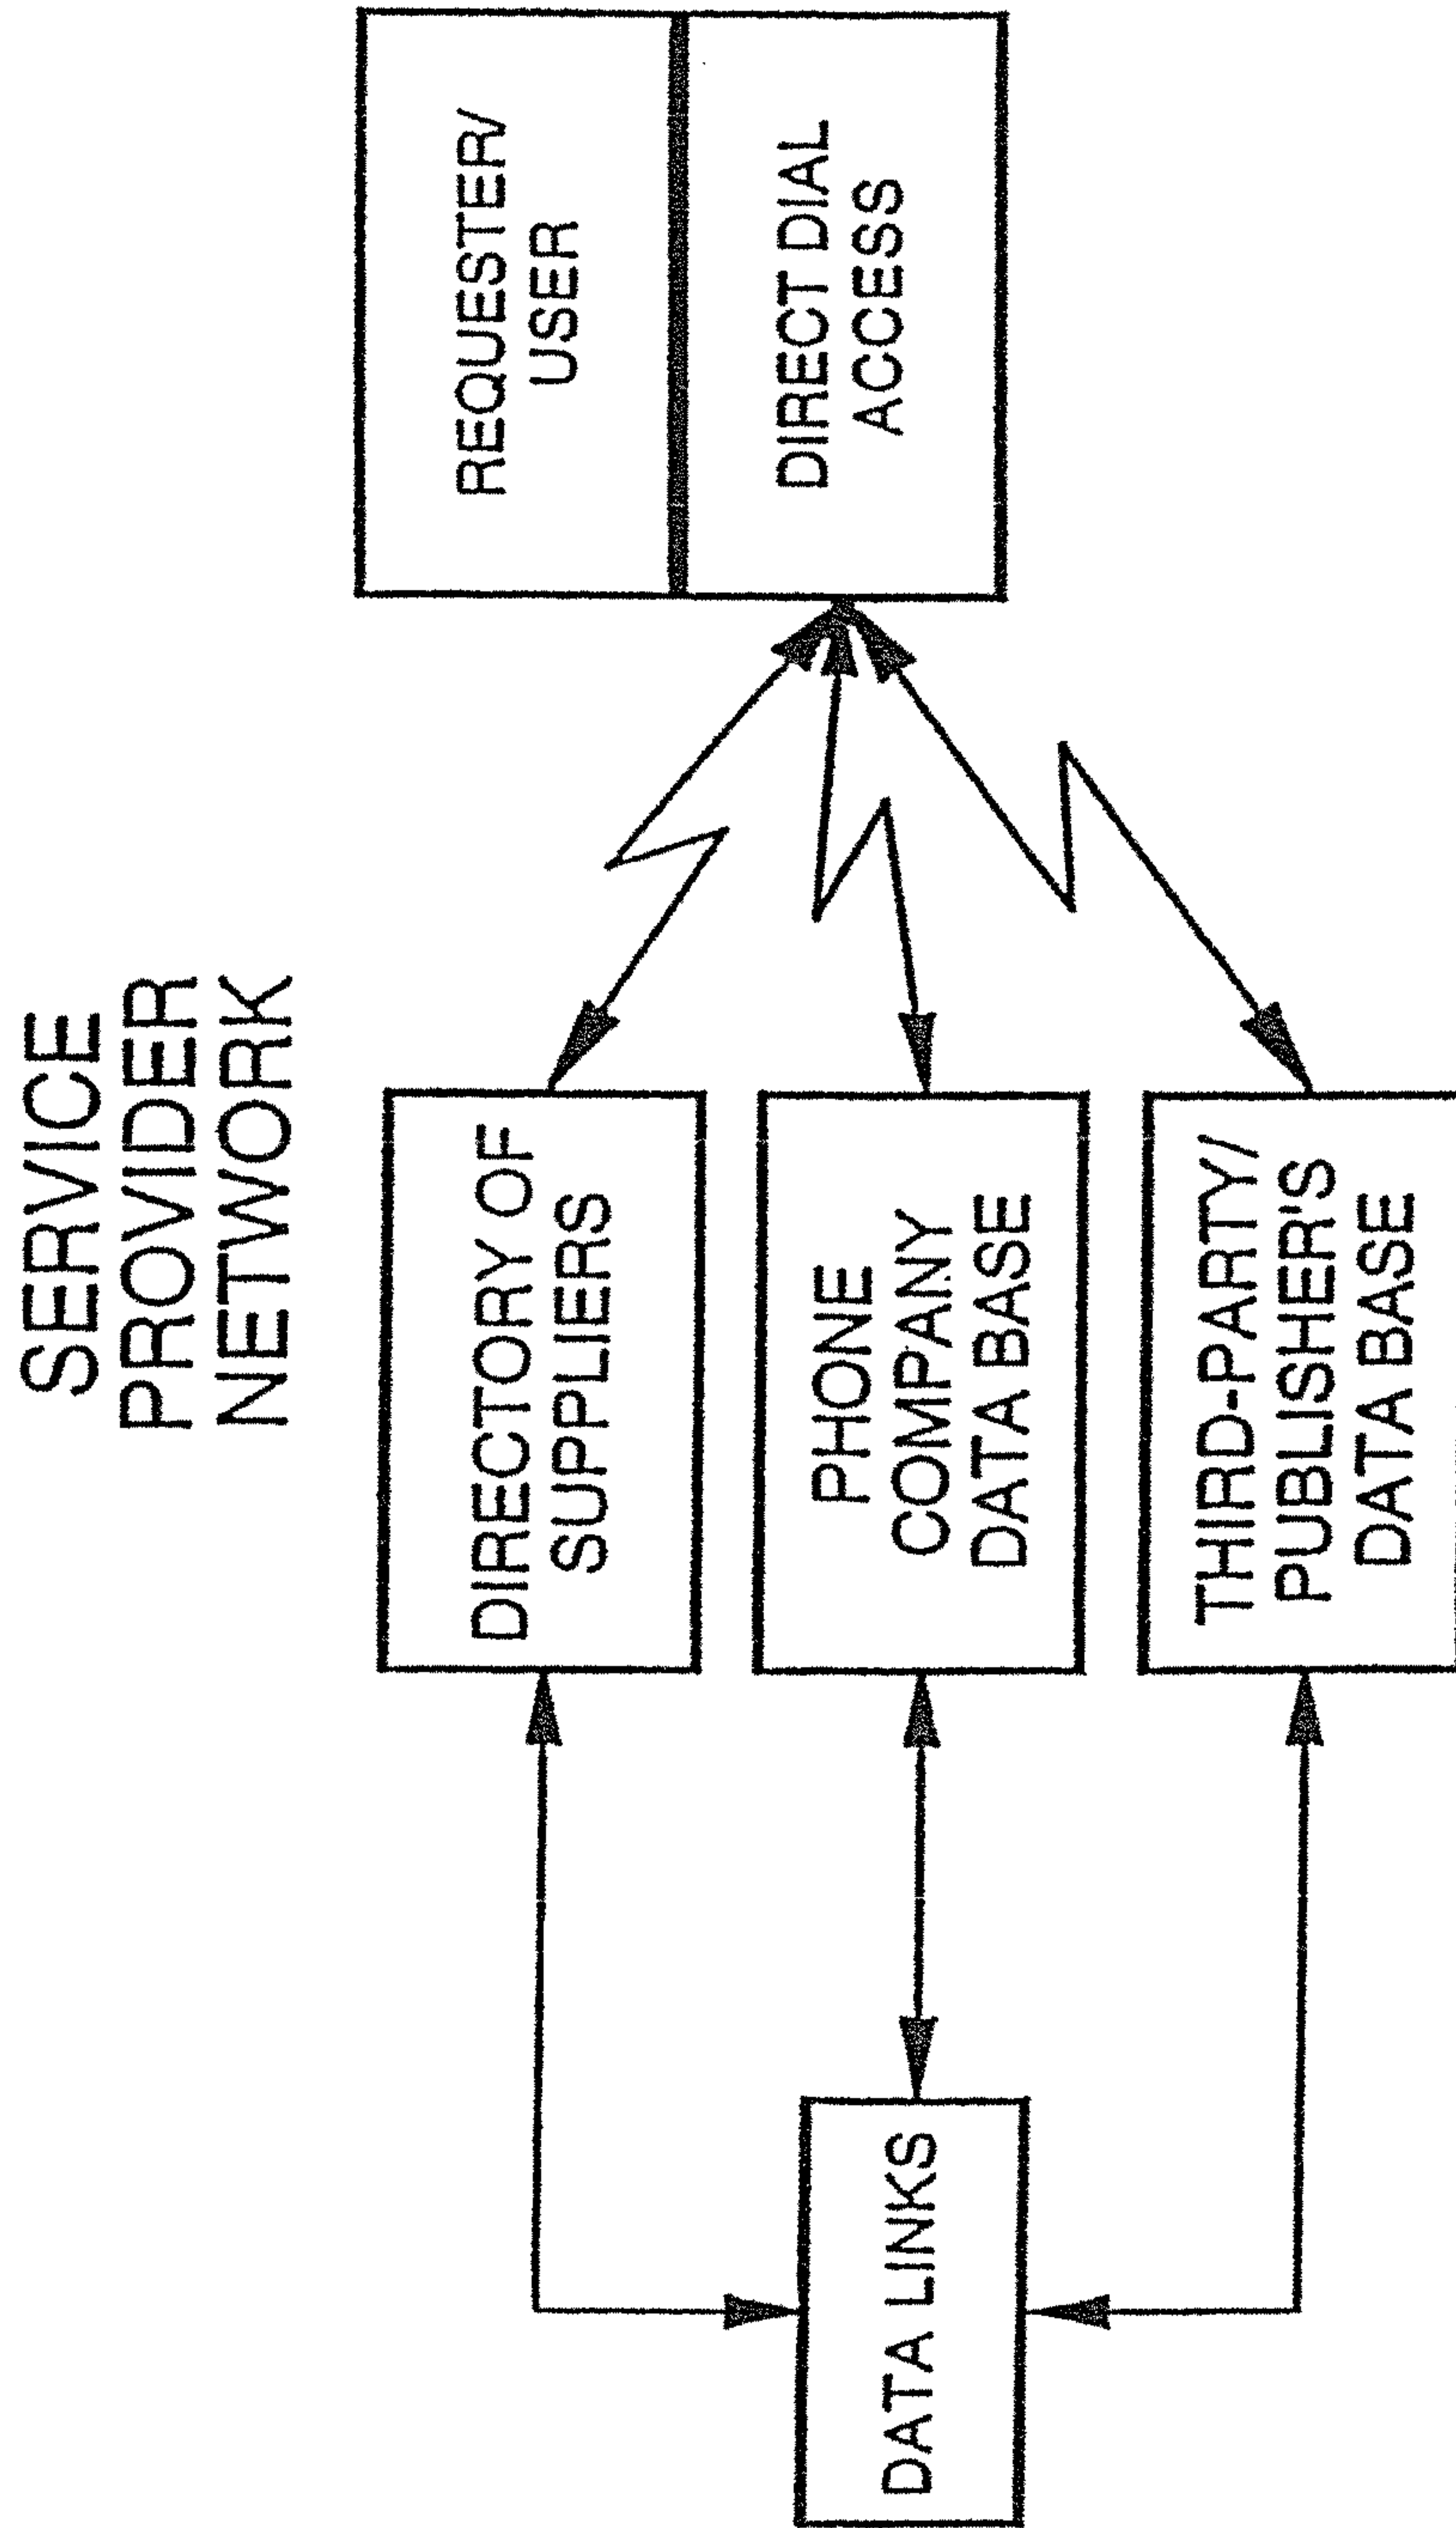 SERVICE
PROVIDER
NETWORK
DATA LINKS
DIRECTORY OF
SUPPLIERS
PHONE
COMPANY
DATA BASE
THIRD-PARTY/
PUBLISHER'S
DATA BASE
REQUESTER/
USER
DIRECT DIAL
ACCESS